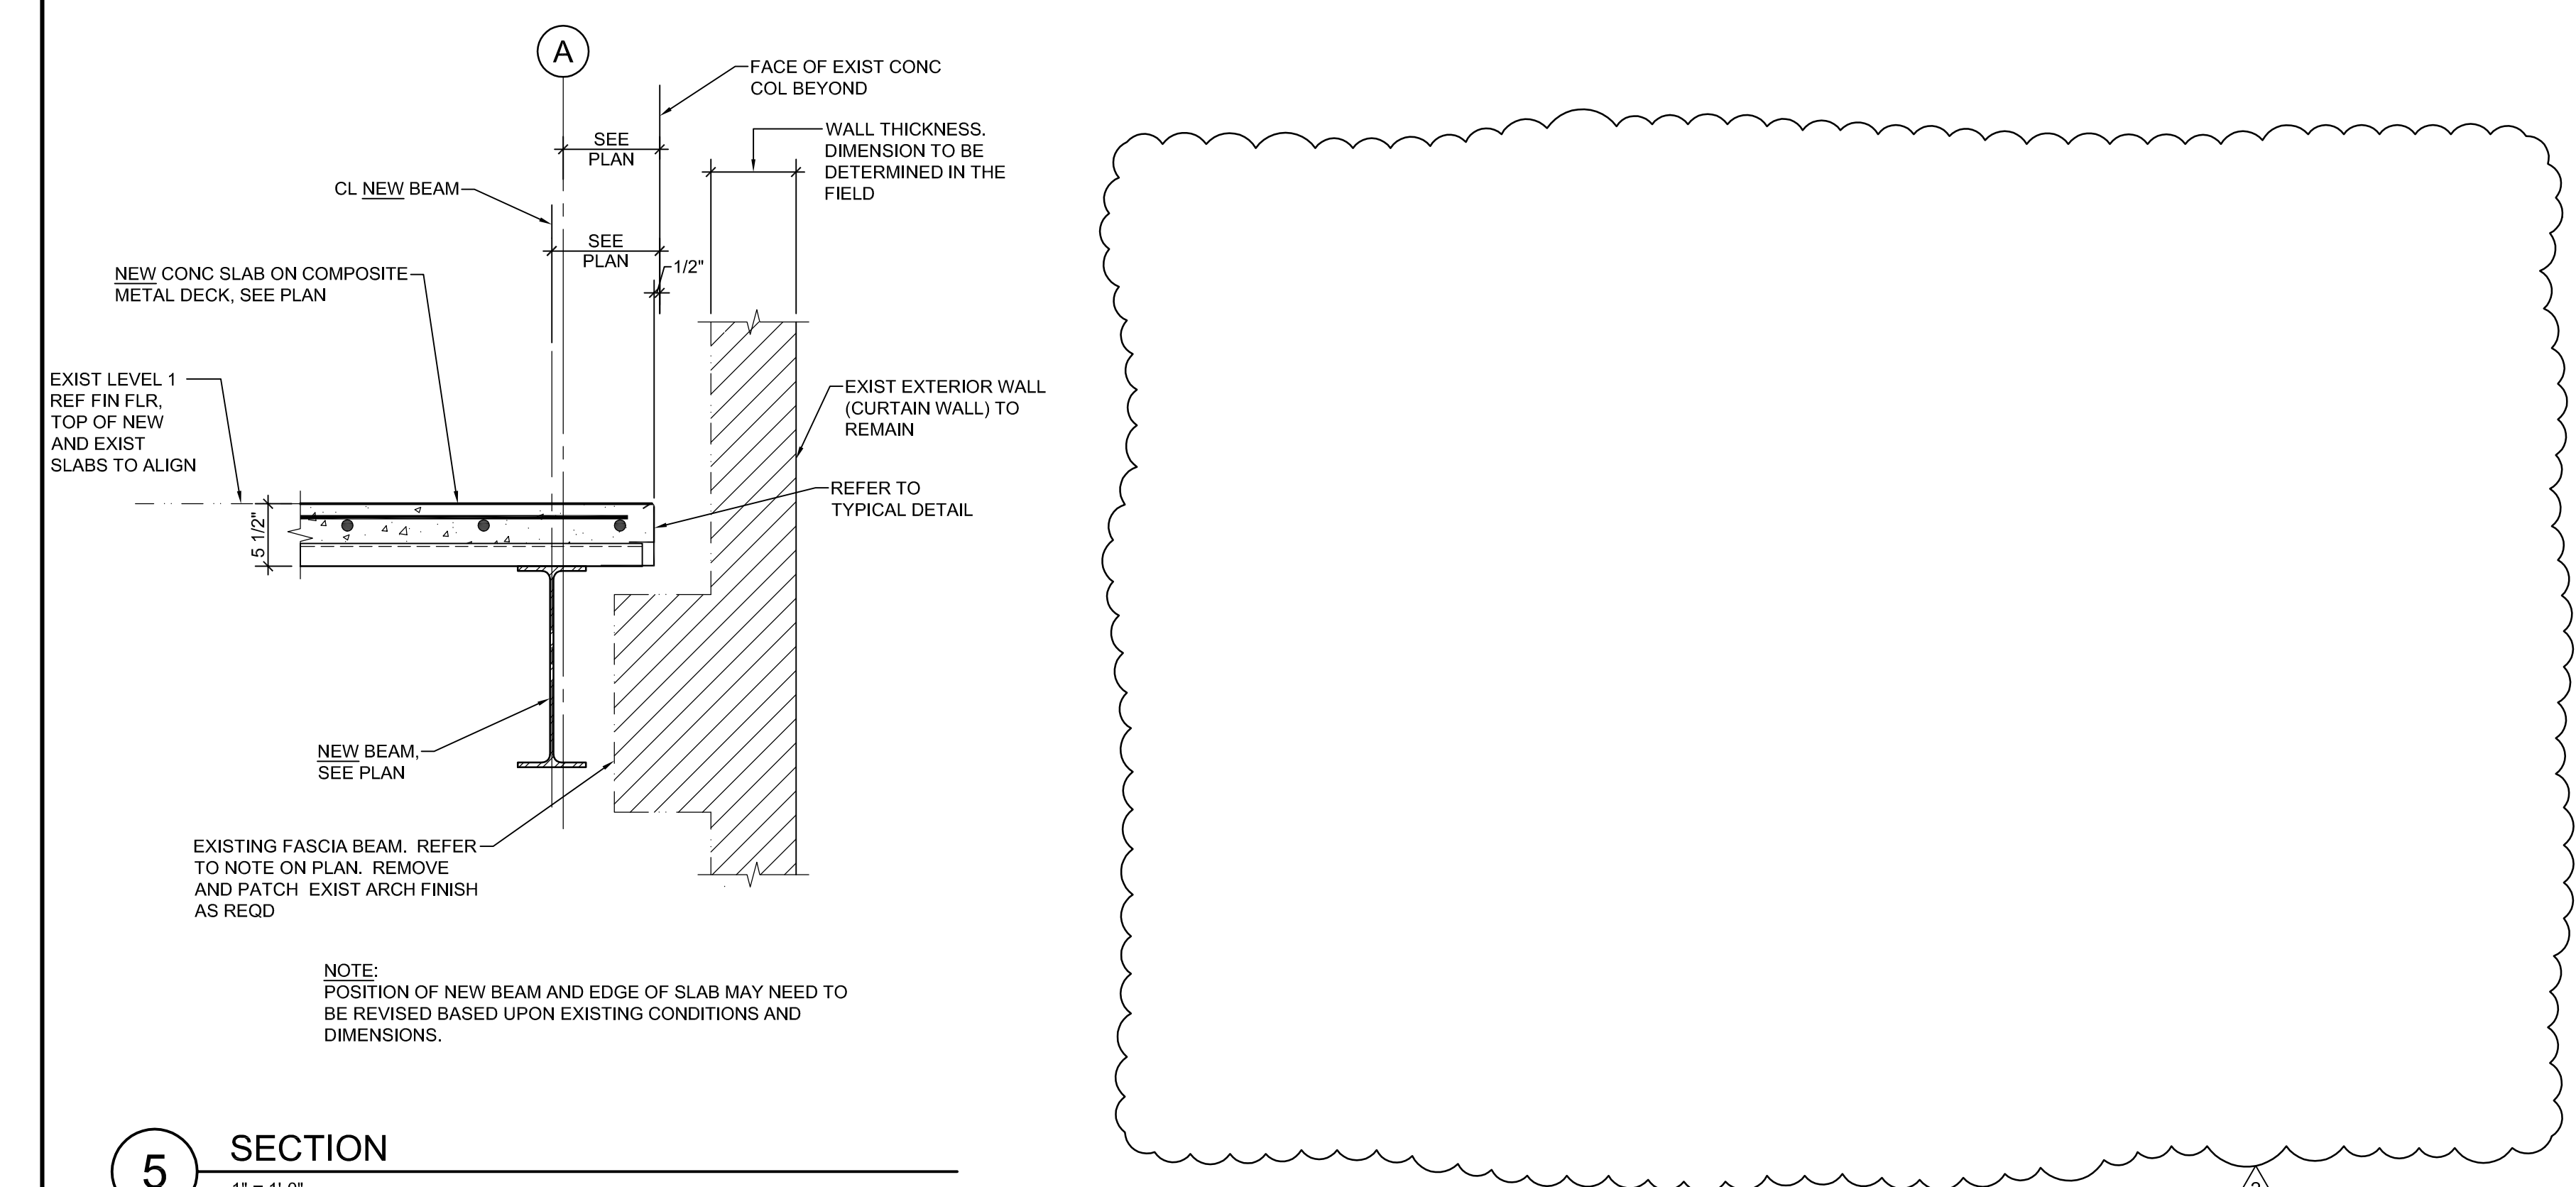 A
FACE OF EXIST CONC
COL BEYOND
WALL THICKNESS.
DIMENSION TO BE
DETERMINED IN THE
FIELD
SEE
PLAN
CL NEW BEAM
SEE
PLAN
1/2"
NEW CONC SLAB ON COMPOSITE
METAL DECK, SEE PLAN
EXIST LEVEL 1
REF FIN FLR,
TOP OF NEW
AND EXIST
SLABS TO ALIGN
EXIST EXTERIOR WALL
(CURTAIN WALL) TO
REMAIN
REFER TO
TYPICAL DETAIL
5 1/2"
NEW BEAM,
SEE PLAN
EXISTING FASCIA BEAM. REFER
TO NOTE ON PLAN. REMOVE
AND PATCH EXIST ARCH FINISH
AS REQD
NOTE:
POSITION OF NEW BEAM AND EDGE OF SLAB MAY NEED TO
BE REVISED BASED UPON EXISTING CONDITIONS AND
DIMENSIONS.
5
SECTION
1" = 1'-0"